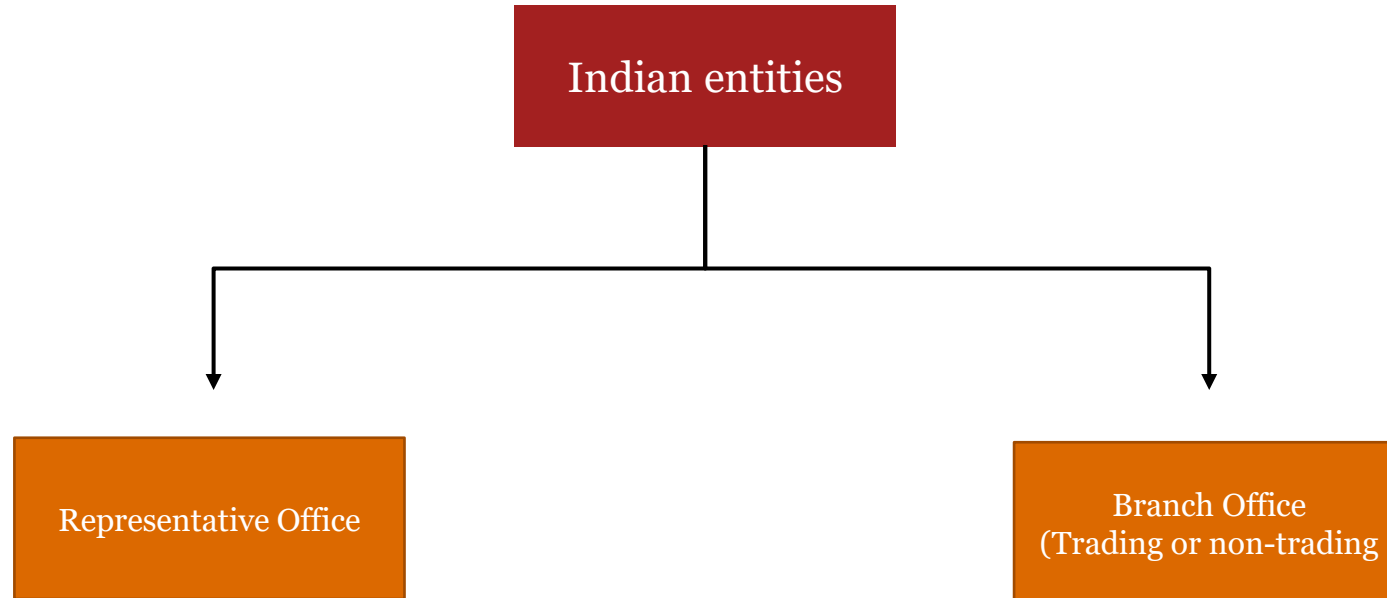 Indian entities
Representative Office
Branch Office
(Trading or non-trading